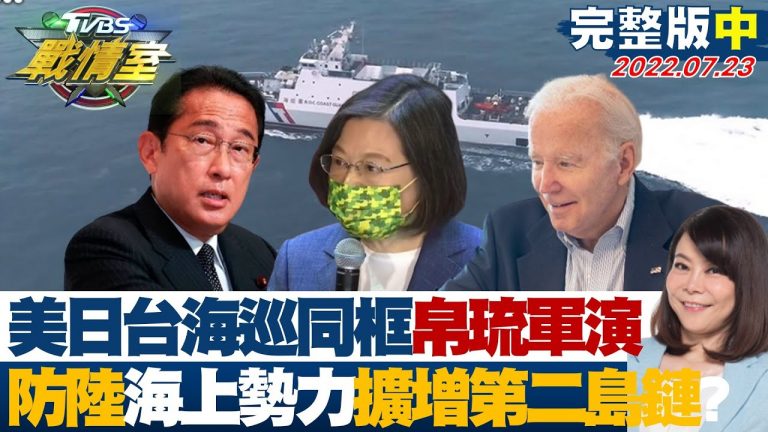 TVBS
戰情室
完整版中
2022.07.23
美日台海巡同框帛琉軍演
防陸海上勢力擴增第二島鏈?